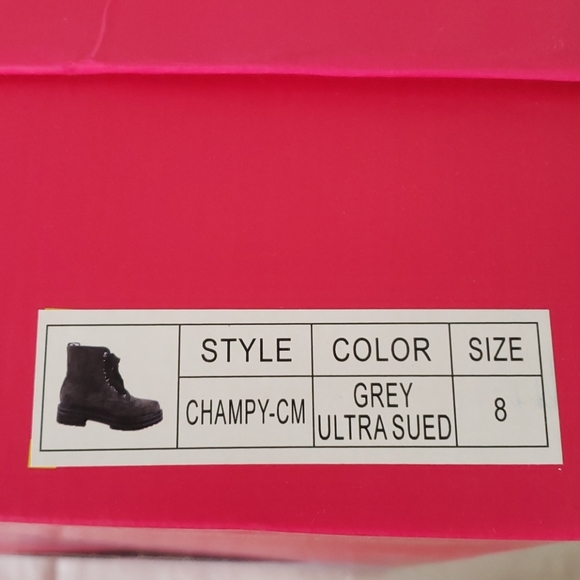 STYLE COLOR SIZE
CHAMPY-CM GREY ULTRA SUED 8